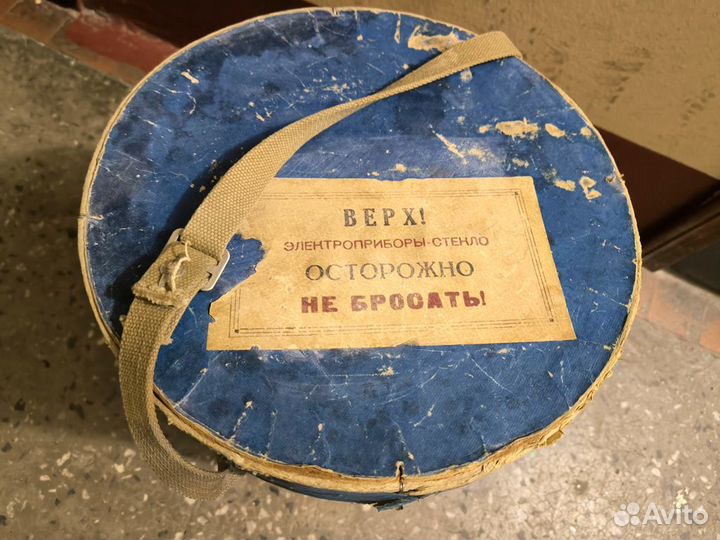 ВЕРХ!
ЭЛЕКТРОПРИБОРЫ-СТЕКЛО
ОСТОРОЖНО
НЕ БРОСАТЬ!
Avito